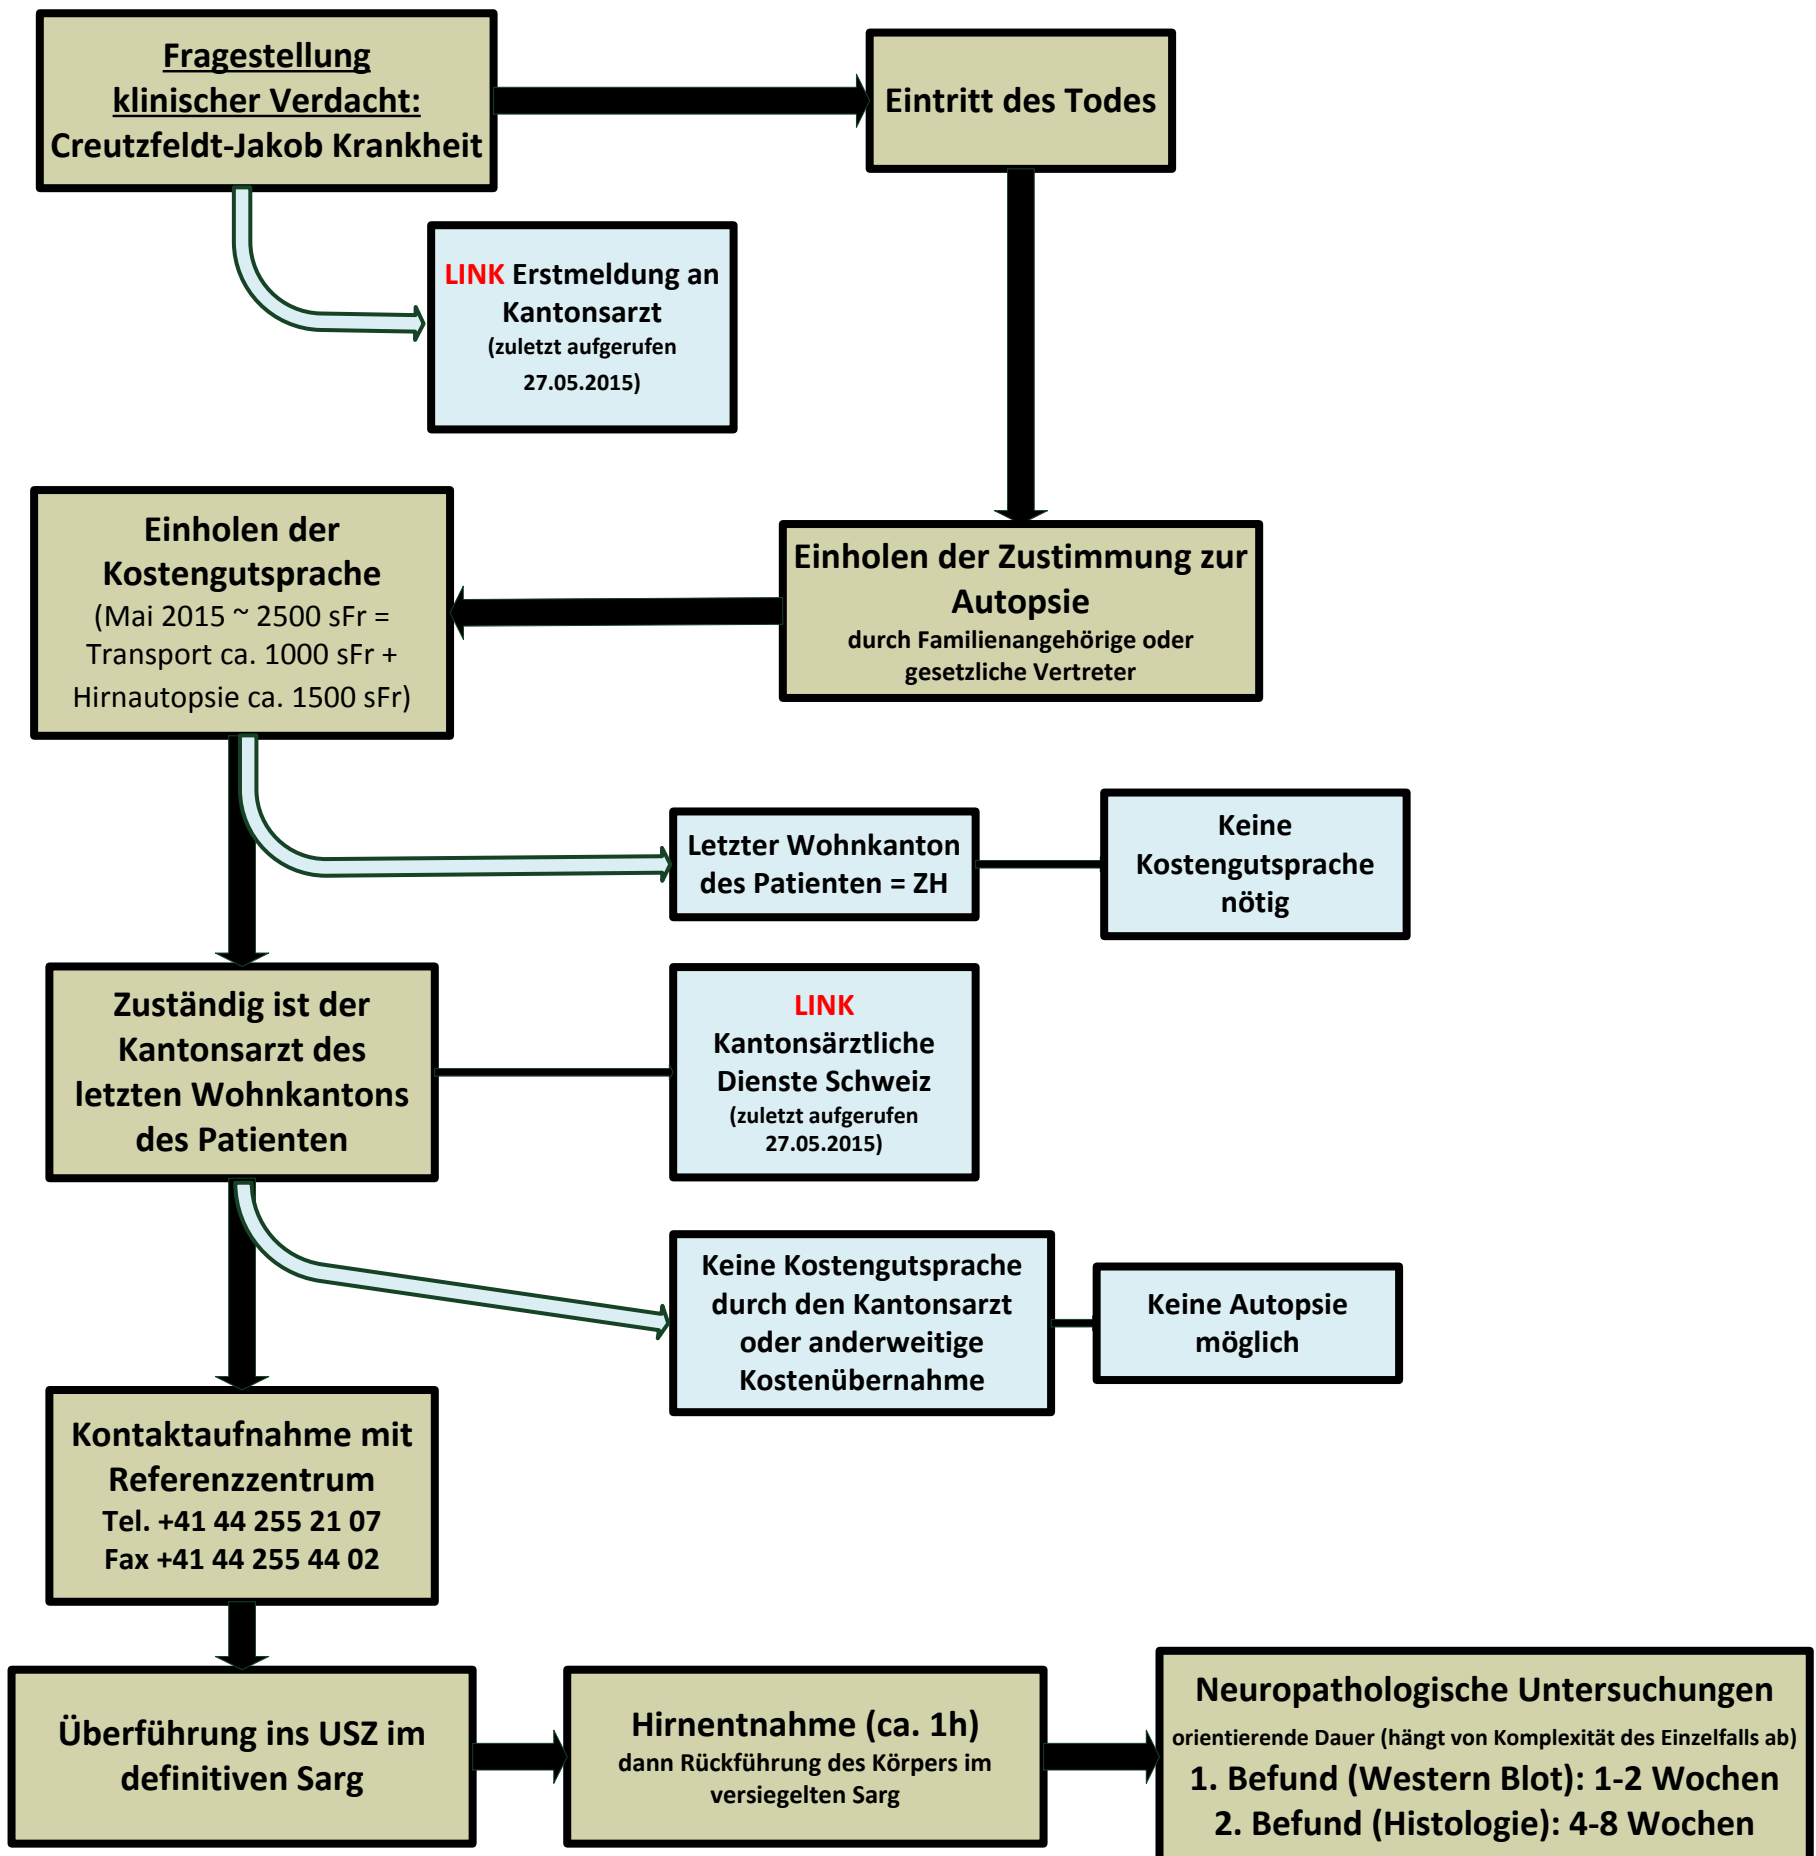 Fragestellung
klinischer Verdacht:
Creutzfeldt-Jakob Krankheit
Eintritt des Todes
LINK Erstmeldung an
Kantonsarzt
(zuletzt aufgerufen
27.05.2015)
Einholen der Zustimmung zur
Autopsie
durch Familienangehörige oder
gesetzliche Vertreter
Einholen der
Kostengutsprache
(Mai 2015 ~ 2500 sFr =
Transport ca. 1000 sFr +
Hirnautopsie ca. 1500 sFr)
Letzter Wohnkanton
des Patienten = ZH
Keine
Kostengutsprache
nötig
Zuständig ist der
Kantonsarzt des
letzten Wohnkantons
des Patienten
LINK
Kantonsärztliche
Dienste Schweiz
(zuletzt aufgerufen
27.05.2015)
Keine Kostengutsprache
durch den Kantonsarzt
oder anderweitige
Kostenübernahme
Keine Autopsie
möglich
Kontaktaufnahme mit
Referenzzentrum
Tel. +41 44 255 21 07
Fax +41 44 255 44 02
Überführung ins USZ im
definitiven Sarg
Hirnentnahme (ca. 1h)
dann Rückführung des Körpers im
versiegelten Sarg
Neuropathologische Untersuchungen
orientierende Dauer (hängt von Komplexität des Einzelfalls ab)
1. Befund (Western Blot): 1-2 Wochen
2. Befund (Histologie): 4-8 Wochen